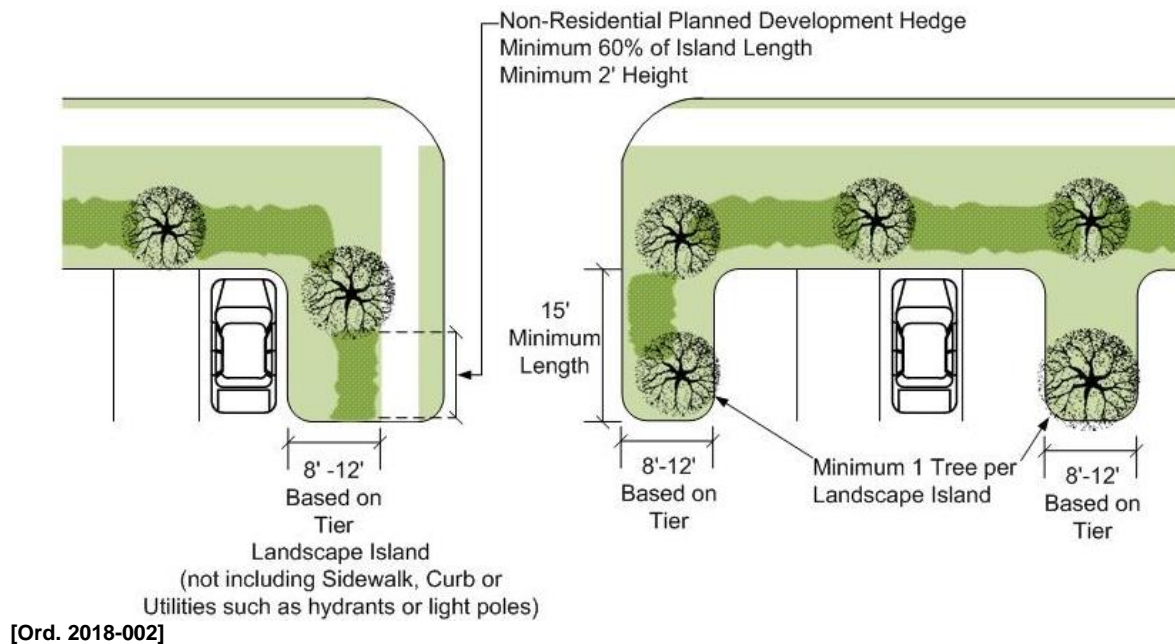 Non-Residential Planned Development Hedge
Minimum 60% of Island Length
Minimum 2' Height
15'
Minimum
Length
8' -12'
Based on
Tier
Landscape Island
(not including Sidewalk, Curb or
Utilities such as hydrants or light poles)
8'-12'
Based on
Tier
Minimum 1 Tree per
Landscape Island
8'-12'
Based on
Tier
[Ord. 2018-002]